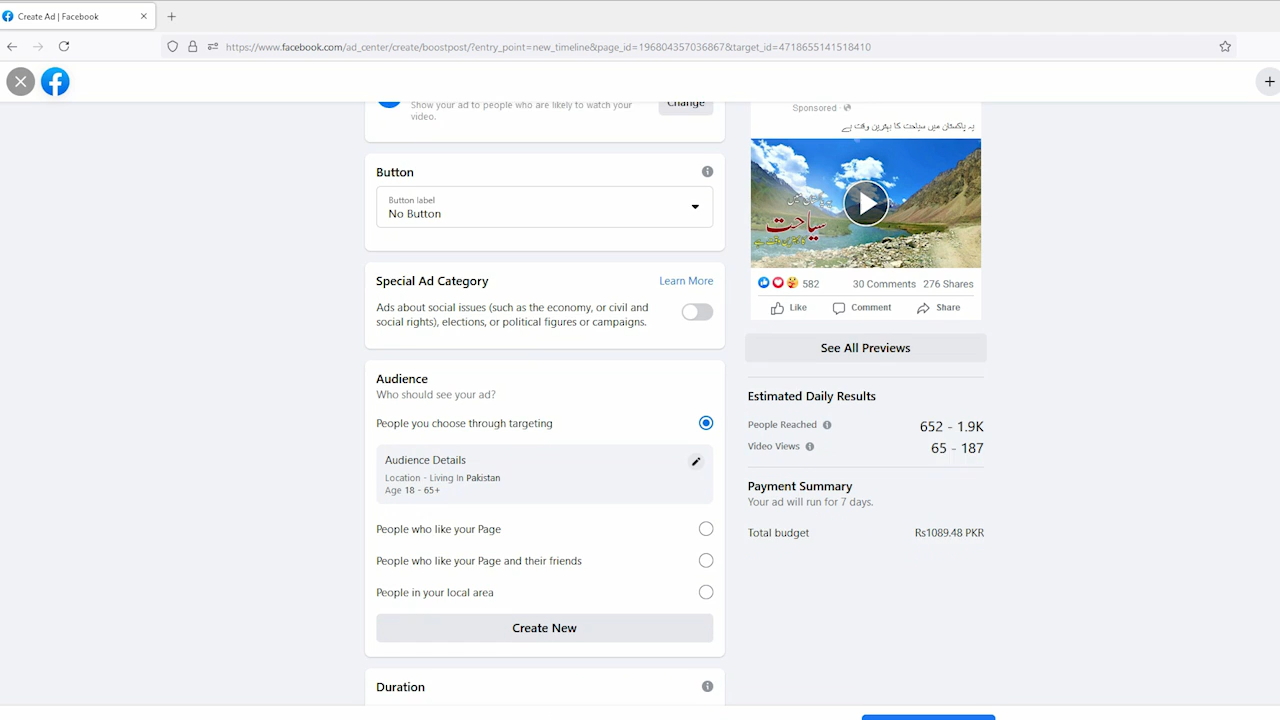 Create Ad | Facebook
https://www.facebook.com/ad_center/create/boostpost/?entry_point=new_timeline&page_id=196804357036867&target_id=4718655141518410
Show your ad to people who are likely to watch your
video.
Change
Button
Button label
No Button
Special Ad Category
Learn More
Ads about social issues (such as the economy, or civil and
social rights), elections, or political figures or campaigns.
Audience
Who should see your ad?
People you choose through targeting
Audience Details
Location - Living In Pakistan
Age 18 - 65+
People who like your Page
People who like your Page and their friends
People in your local area
Create New
Duration
Sponsored
یہ پاکستان میں سیاحت کا بہترین وقت ہے
سیاحت
582
30 Comments 276 Shares
Like Comment Share
See All Previews
Estimated Daily Results
People Reached 652 - 1.9K
Video Views 65 - 187
Payment Summary
Your ad will run for 7 days.
Total budget Rs1089.48 PKR